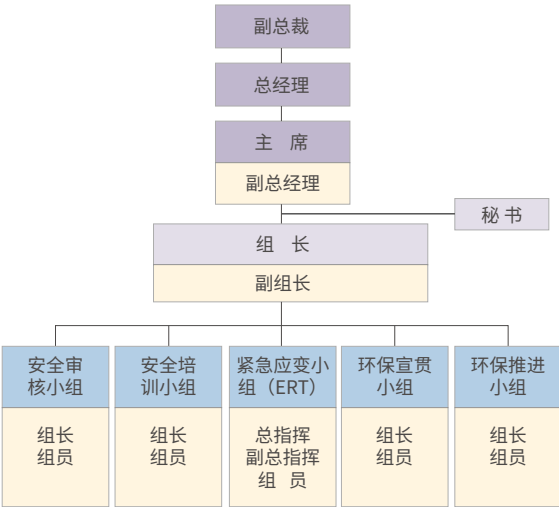 副总裁
总经理
主 席
副总经理
秘书
组 长
副组长
安全审
核小组
组长
组员
安全培
训小组
组长
组员
紧急应变小
组（ERT）
总指挥
副总指挥
组 员
环保宣贯
小组
组长
组员
环保推进
小组
组长
组员